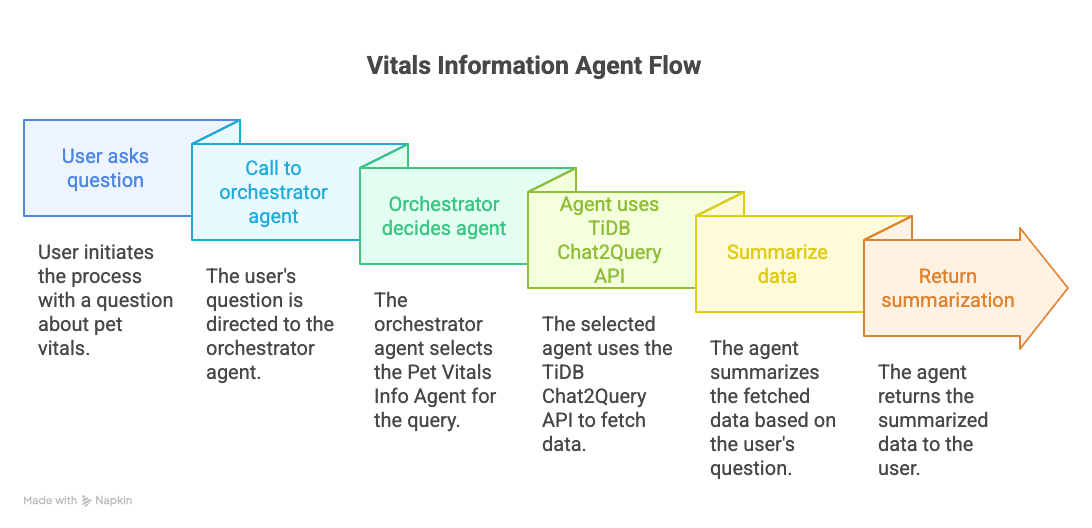 Vitals Information Agent Flow
User asks
question
User initiates
the process
with a question
about pet
vitals.
Call to
orchestrator
agent
The user's
question is
directed to the
orchestrator
agent.
Orchestrator
decides agent
The
orchestrator
agent selects
the Pet Vitals
Info Agent for
the query.
Agent uses
TiDB
Chat2Query
API
The selected
agent uses the
TiDB
Chat2Query
API to fetch
data.
Summarize
data
The agent
summarizes
the fetched
data based on
the user's
question.
Return
summarization
The agent
returns the
summarized
data to the
user.
Made with Napkin